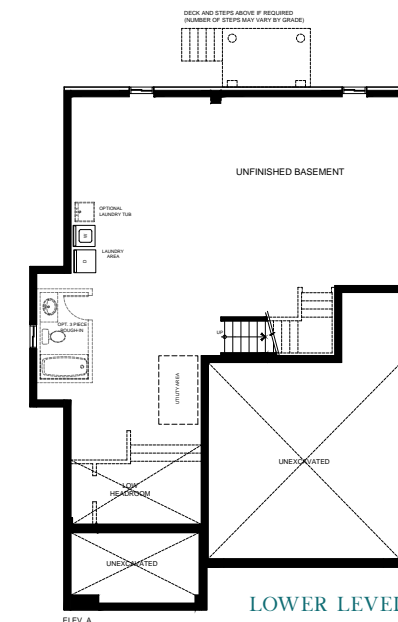 DECK AND STEPS ABOVE IF REQUIRED
(NUMBER OF STEPS MAY VARY BY GRADE)
UNFINISHED BASEMENT
OPTIONAL
LAUNDRY TUB
LAUNDRY
AREA
OPT. 3 PIECE
ROUGH-IN
UP
UTILITY AREA
UNEXCAVATED
LOW
HEADROOM
UNEXCAVATED
LOWER LEVEL
ELEV. A